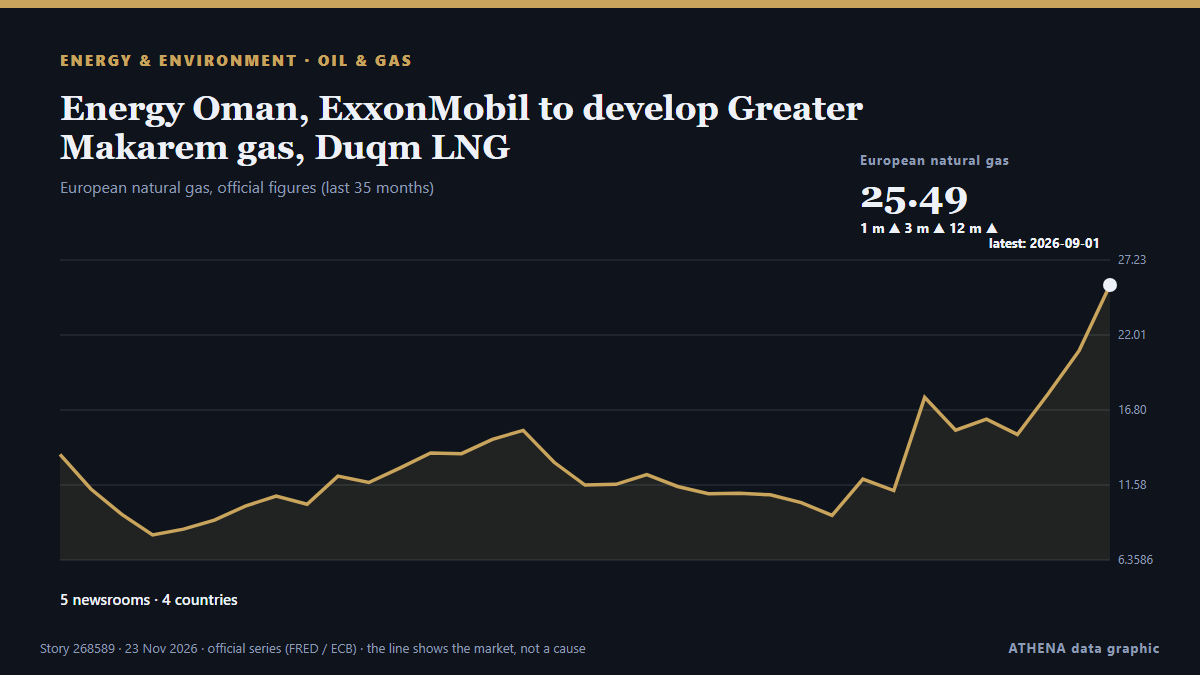 ENERGY & ENVIRONMENT · OIL & GAS
Energy Oman, ExxonMobil to develop Greater
Makarem gas, Duqm LNG
European natural gas, official figures (last 35 months)
European natural gas
25.49
1 m ▲ 3 m ▲ 12 m ▲
latest: 2026-09-01
27.23
22.01
16.80
11.58
6.3586
5 newsrooms · 4 countries
Story 268589 · 23 Nov 2026 · official series (FRED / ECB) · the line shows the market, not a cause
ATHENA data graphic